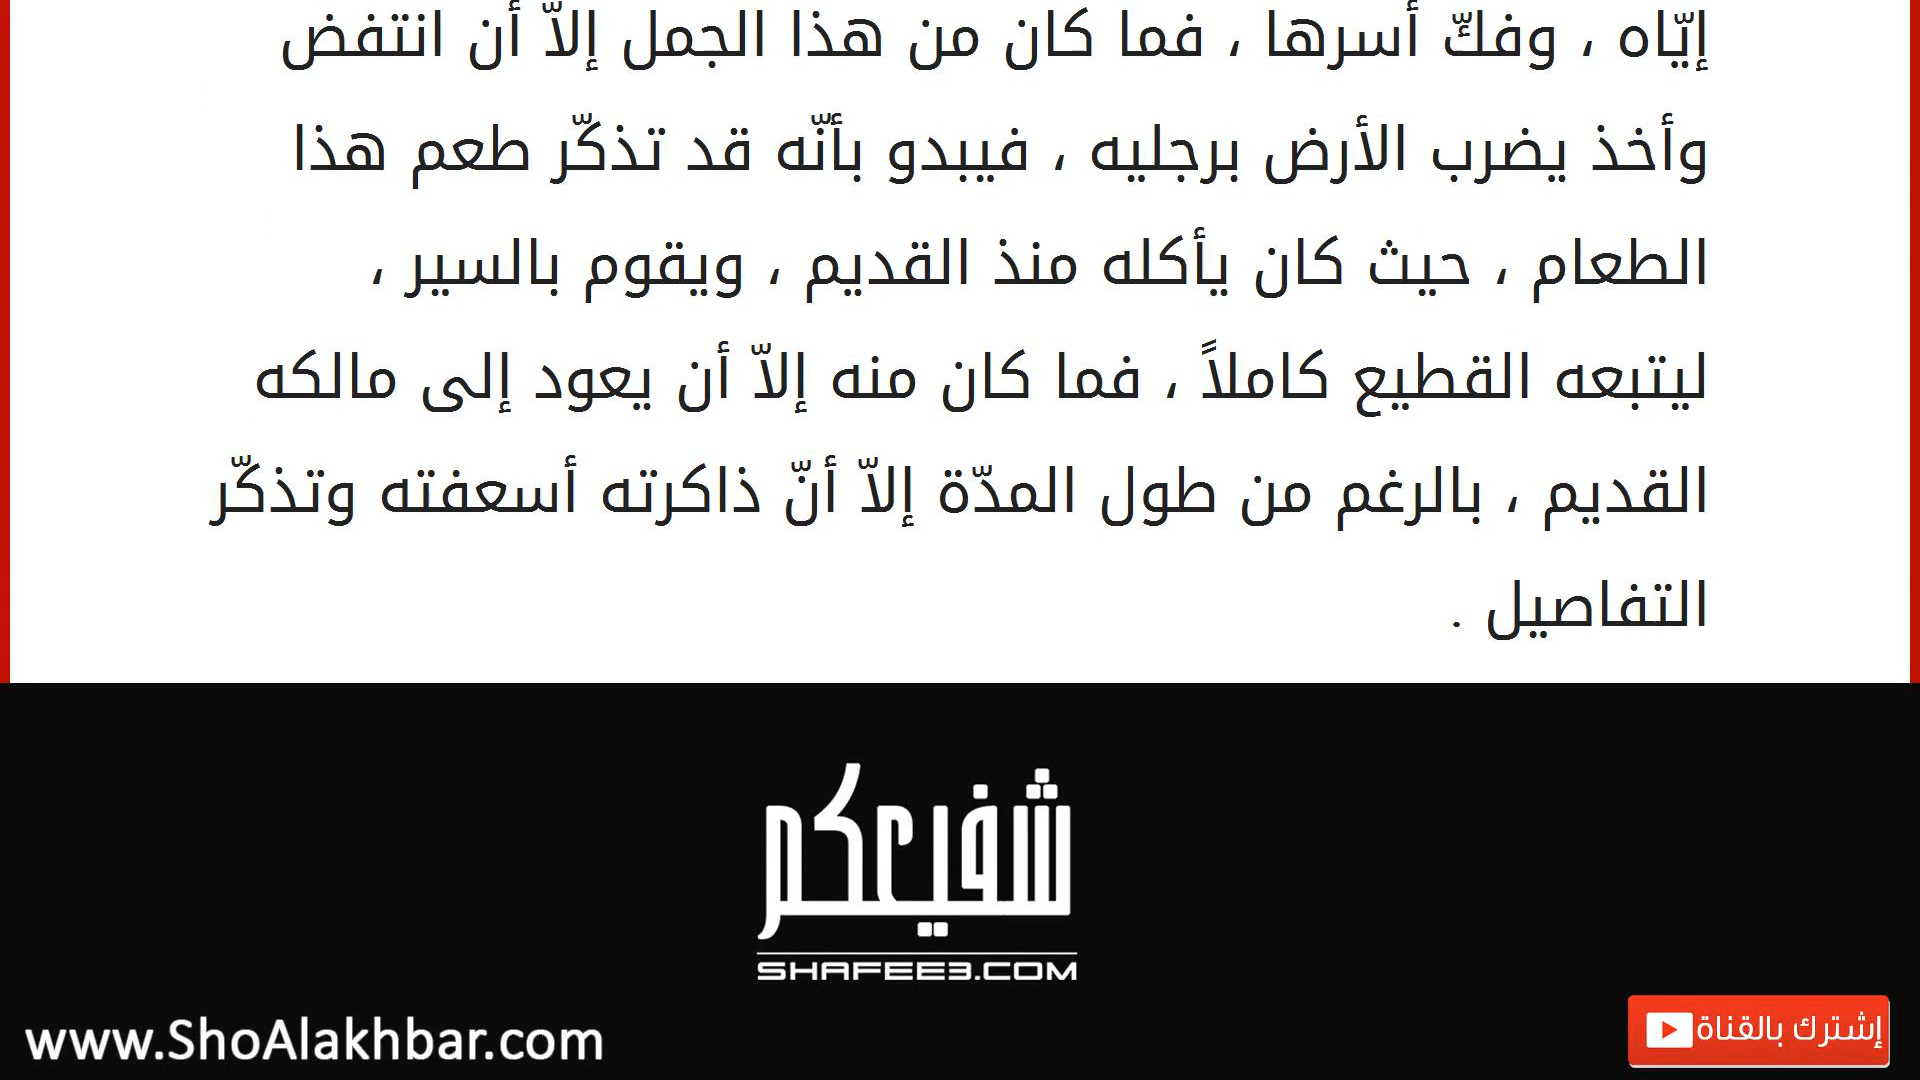 إيّاه ، وفكّ أسرها ، فما كان من هذا الجمل إلاّ أن انتفض
وأخذ يضرب الأرض برجليه ، فيبدو بأنّه قد تذكّر طعم هذا
الطعام ، حيث كان يأكله منذ القديم ، ويقوم بالسير ،
ليتبعه القطيع كاملاً ، فما كان منه إلاّ أن يعود إلى مالكه
القديم ، بالرغم من طول المدّة إلاّ أنّ ذاكرته أسعفته وتذكّر
التفاصيل .
شفيعكم
SHAFEE3.COM
www.ShoAlakhbar.com
إشترك بالقناة